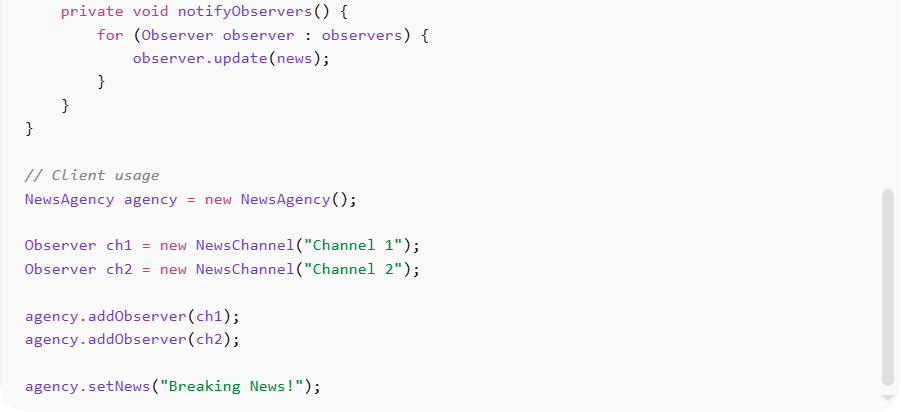 private void notifyObservers() {
        for (Observer observer : observers) {
            observer.update(news);
        }
    }
}

// Client usage
NewsAgency agency = new NewsAgency();

Observer ch1 = new NewsChannel("Channel 1");
Observer ch2 = new NewsChannel("Channel 2");

agency.addObserver(ch1);
agency.addObserver(ch2);

agency.setNews("Breaking News!");